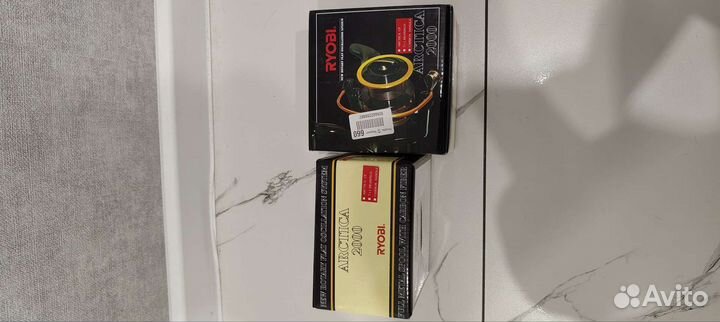 RYOBI.
NEW ROTARY FLAT OSCILLATION SYSTEM
ARCTICA
2000
660
NEW ROTARY FLAT OSCILLATION SYSTEM
ARCTICA
2000
RYOBI.
FULL METAL SPOOL WITH CARBON FIBER
Avito